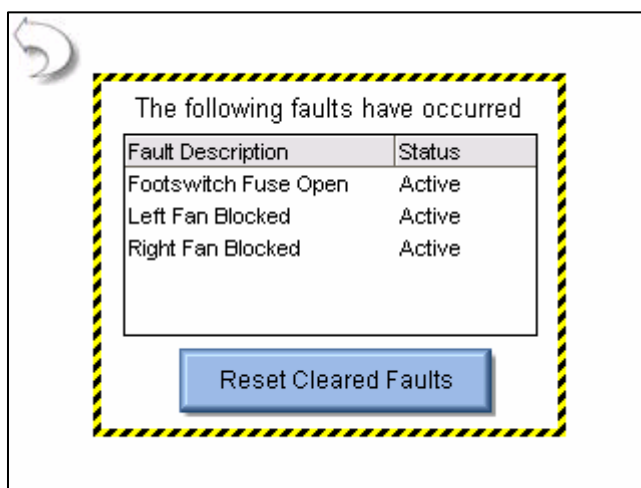 The following faults have occurred
Fault Description Status
Footswitch Fuse Open Active
Left Fan Blocked Active
Right Fan Blocked Active
Reset Cleared Faults